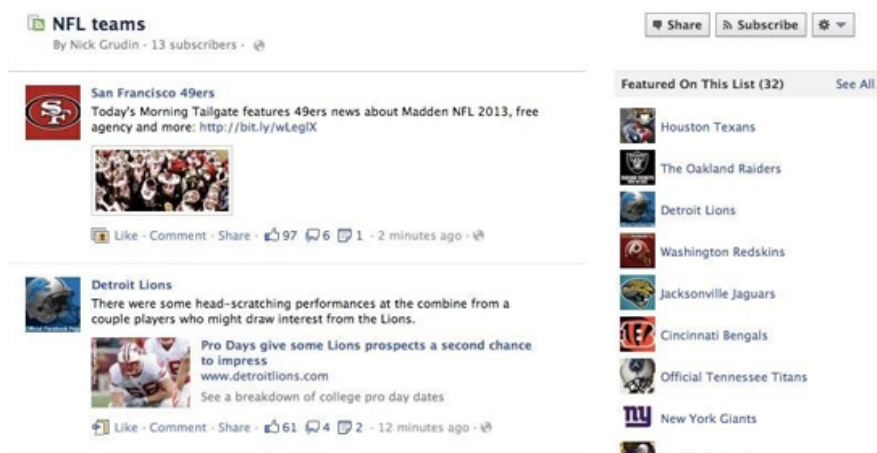 NFL teams
By Nick Grudin · 13 subscribers ·
Share
Subscribe
San Francisco 49ers
Today's Morning Tailgate features 49ers news about Madden NFL 2013, free
agency and more: http://bit.ly/wLeglX
Like · Comment · Share · 97 6 1 · 2 minutes ago ·
Detroit Lions
There were some head-scratching performances at the combine from a
couple players who might draw interest from the Lions.
Pro Days give some Lions prospects a second chance
to impress
www.detroitlions.com
See a breakdown of college pro day dates
Like · Comment · Share · 61 4 2 · 12 minutes ago ·
Featured On This List (32) See All
Houston Texans
The Oakland Raiders
Detroit Lions
Washington Redskins
Jacksonville Jaguars
Cincinnati Bengals
Official Tennessee Titans
ny
New York Giants